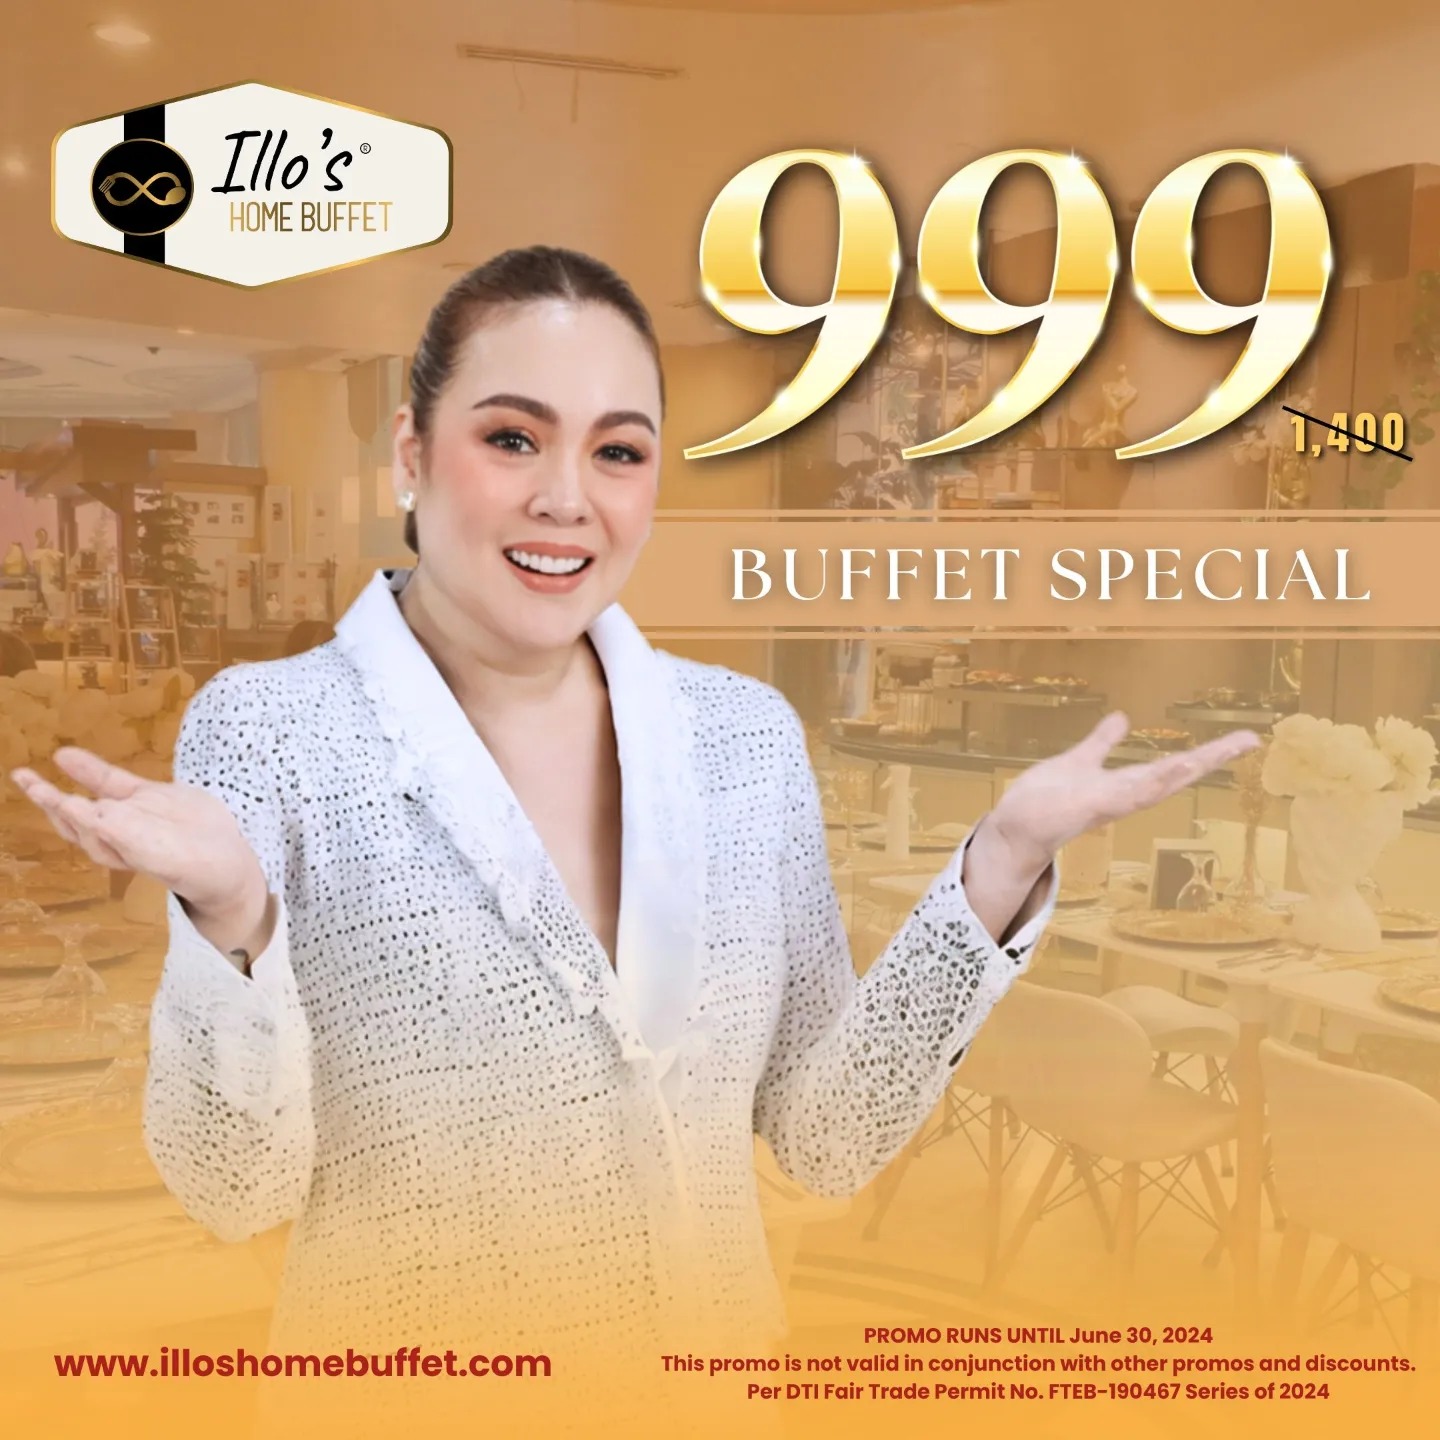 Illo's®
HOME BUFFET
999
1,400
BUFFET SPECIAL
www.illoshomebuffet.com
PROMO RUNS UNTIL June 30, 2024
This promo is not valid in conjunction with other promos and discounts.
Per DTI Fair Trade Permit No. FTEB-190467 Series of 2024